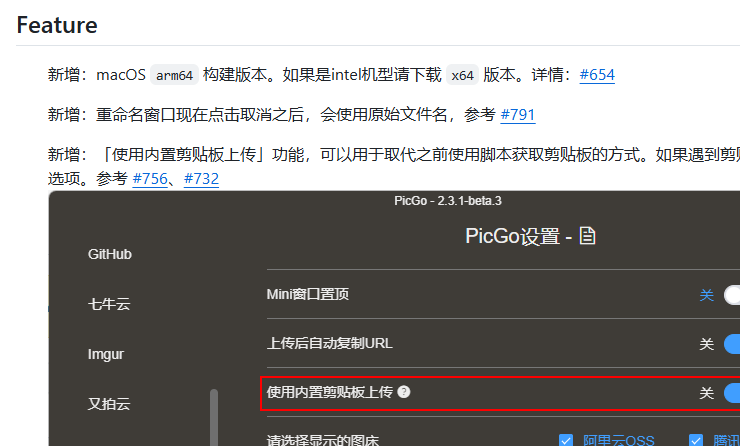 Feature
新增：macOS arm64 构建版本。如果是intel机型请下载 x64 版本。详情：#654
新增：重命名窗口现在点击取消之后，会使用原始文件名，参考 #791
新增：「使用内置剪贴板上传」功能，可以用于取代之前使用脚本获取剪贴板的方式。如果遇到剪
选项。参考 #756、#732
PicGo - 2.3.1-beta.3
PicGo设置 -
GitHub
Mini窗口置顶 关
七牛云
上传后自动复制URL 关
Imgur
使用内置剪贴板上传 ? 关
又拍云
请选择显示的图床 阿里云OSS 腾讯